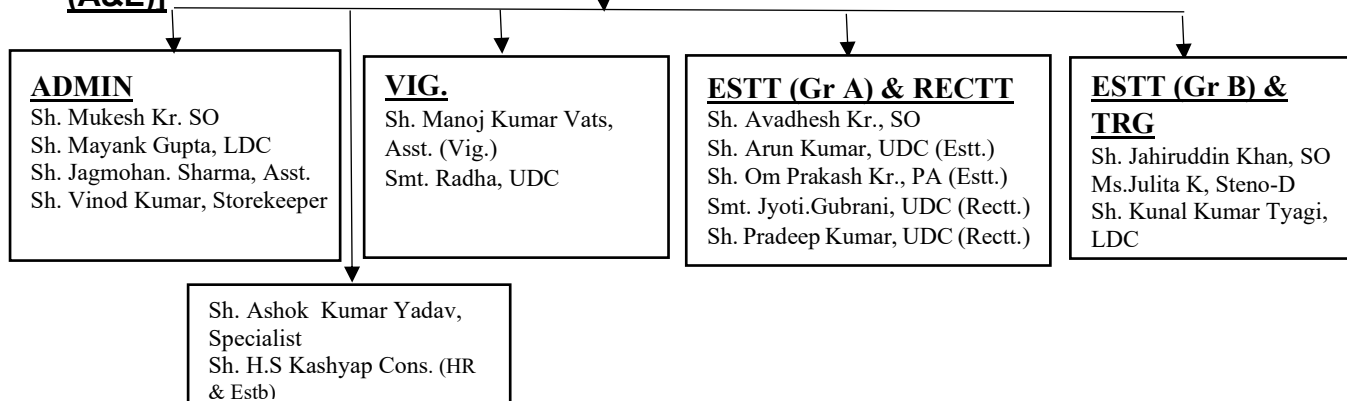 (A&E)]
ADMIN
Sh. Mukesh Kr. SO
Sh. Mayank Gupta, LDC
Sh. Jagmohan. Sharma, Asst.
Sh. Vinod Kumar, Storekeeper
VIG.
Sh. Manoj Kumar Vats,
Asst. (Vig.)
Smt. Radha, UDC
ESTT (Gr A) & RECTT
Sh. Avadhesh Kr., SO
Sh. Arun Kumar, UDC (Estt.)
Sh. Om Prakash Kr., PA (Estt.)
Smt. Jyoti.Gubrani, UDC (Rectt.)
Sh. Pradeep Kumar, UDC (Rectt.)
ESTT (Gr B) &
TRG
Sh. Jahiruddin Khan, SO
Ms.Julita K, Steno-D
Sh. Kunal Kumar Tyagi,
LDC
Sh. Ashok Kumar Yadav,
Specialist
Sh. H.S Kashyap Cons. (HR
& Estb)